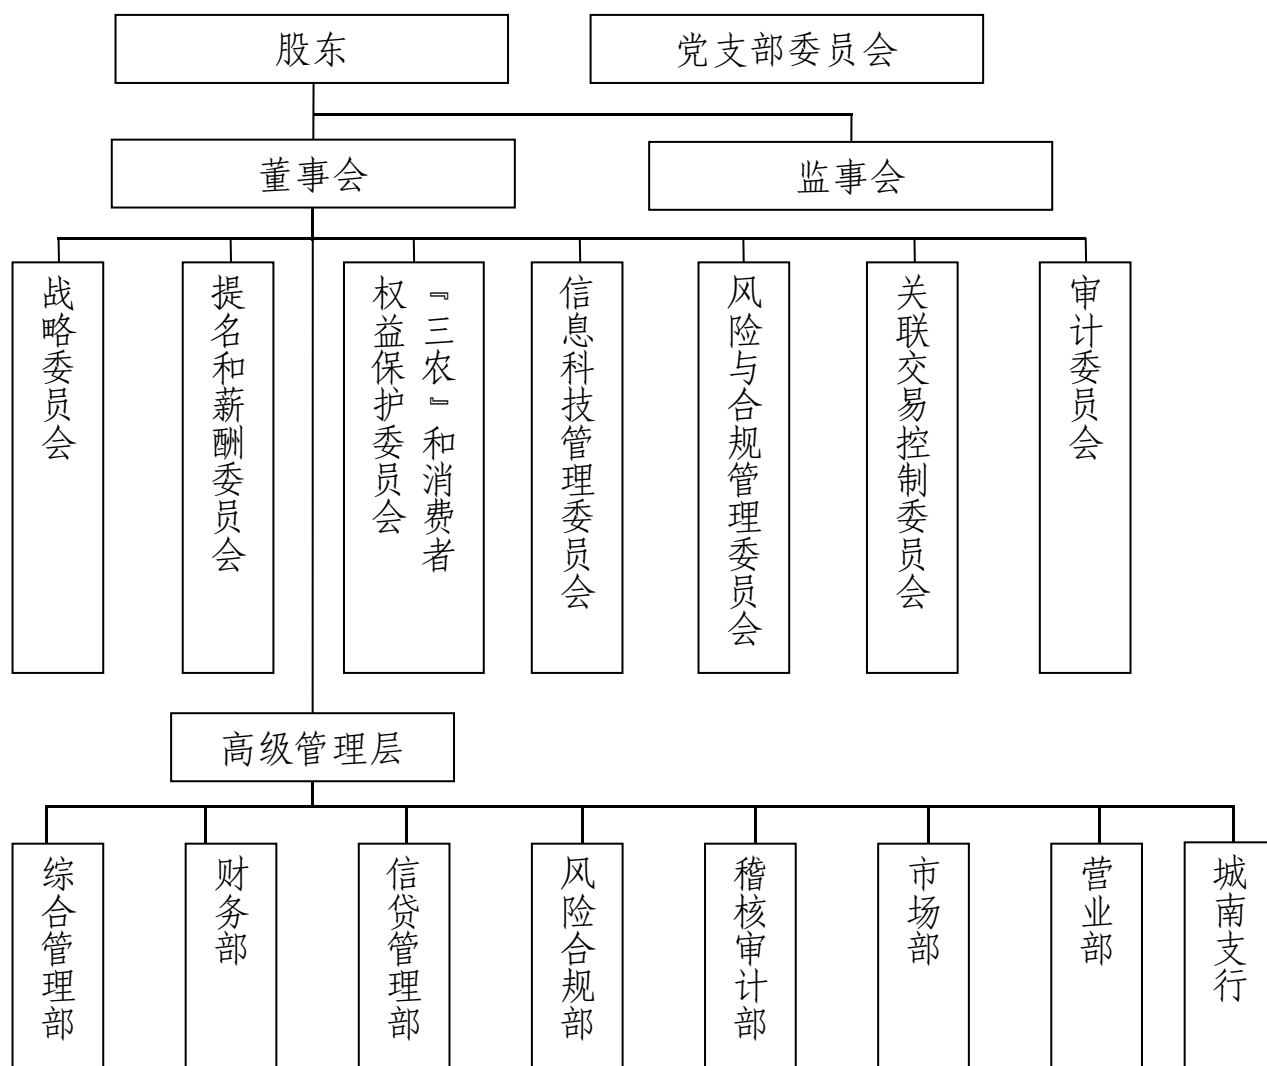 股东
党支部委员会
董事会
监事会
战略委员会
提名和薪酬委员会
『三农』和消费者
权益保护委员会
信息科技管理委员会
风险与合规管理委员会
关联交易控制委员会
审计委员会
高级管理层
综合管理部
财务部
信贷管理部
风险合规部
稽核审计部
市场部
营业部
城南支行